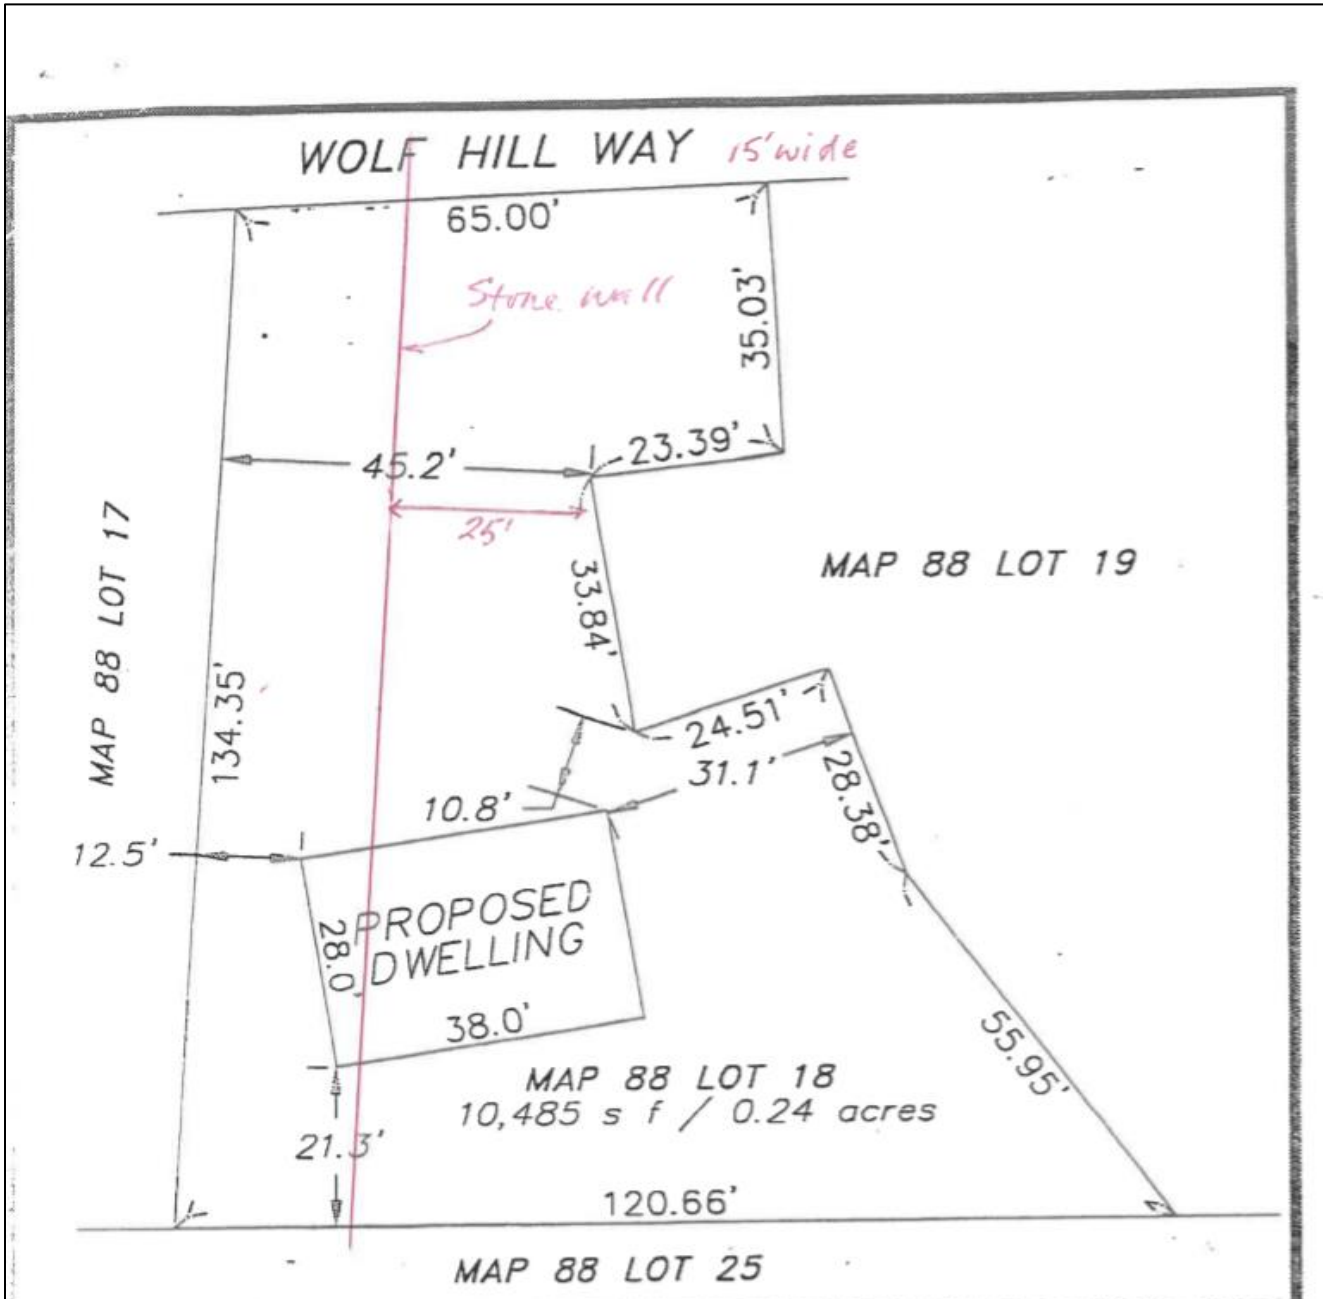 WOLF HILL WAY 15' wide
65.00'
Stone wall
35.03'
23.39'
45.2'
25'
MAP 88 LOT 17
MAP 88 LOT 19
33.84'
134.35'
24.51'
31.1'
28.38'
10.8'
12.5'
PROPOSED
DWELLING
28.0'
38.0'
55.95'
MAP 88 LOT 18
10,485 s f / 0.24 acres
21.3'
120.66'
MAP 88 LOT 25